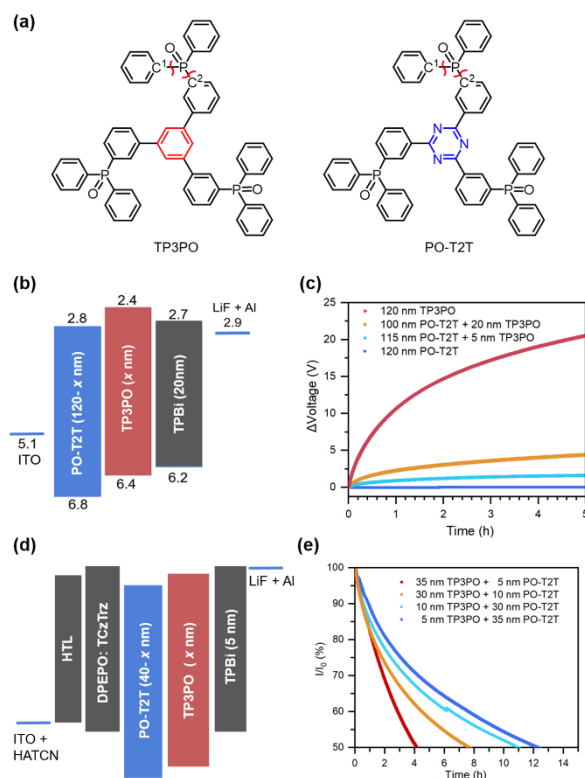 (a)
O
C¹ P
C²
P=O
P
O
TP3PO
O
C¹ P
C²
N N
N
P=O
P
O
PO-T2T
(b)
5.1
ITO
2.8
PO-T2T (120- x nm)
6.8
2.4
TP3PO (x nm)
6.4
2.7
TPBi (20nm)
6.2
LiF + Al
2.9
(c)
ΔVoltage (V)
25
20
15
10
5
0
120 nm TP3PO
100 nm PO-T2T + 20 nm TP3PO
115 nm PO-T2T + 5 nm TP3PO
120 nm PO-T2T
0 1 2 3 4 5
Time (h)
(d)
ITO +
HATCN
HTL
DPEPO: TCzTrz
PO-T2T (40- x nm)
TP3PO ( x nm)
TPBi (5 nm)
LiF + Al
(e)
I/I₀ (%)
100
90
80
70
60
50
35 nm TP3PO + 5 nm PO-T2T
30 nm TP3PO + 10 nm PO-T2T
10 nm TP3PO + 30 nm PO-T2T
5 nm TP3PO + 35 nm PO-T2T
0 2 4 6 8 10 12 14
Time (h)